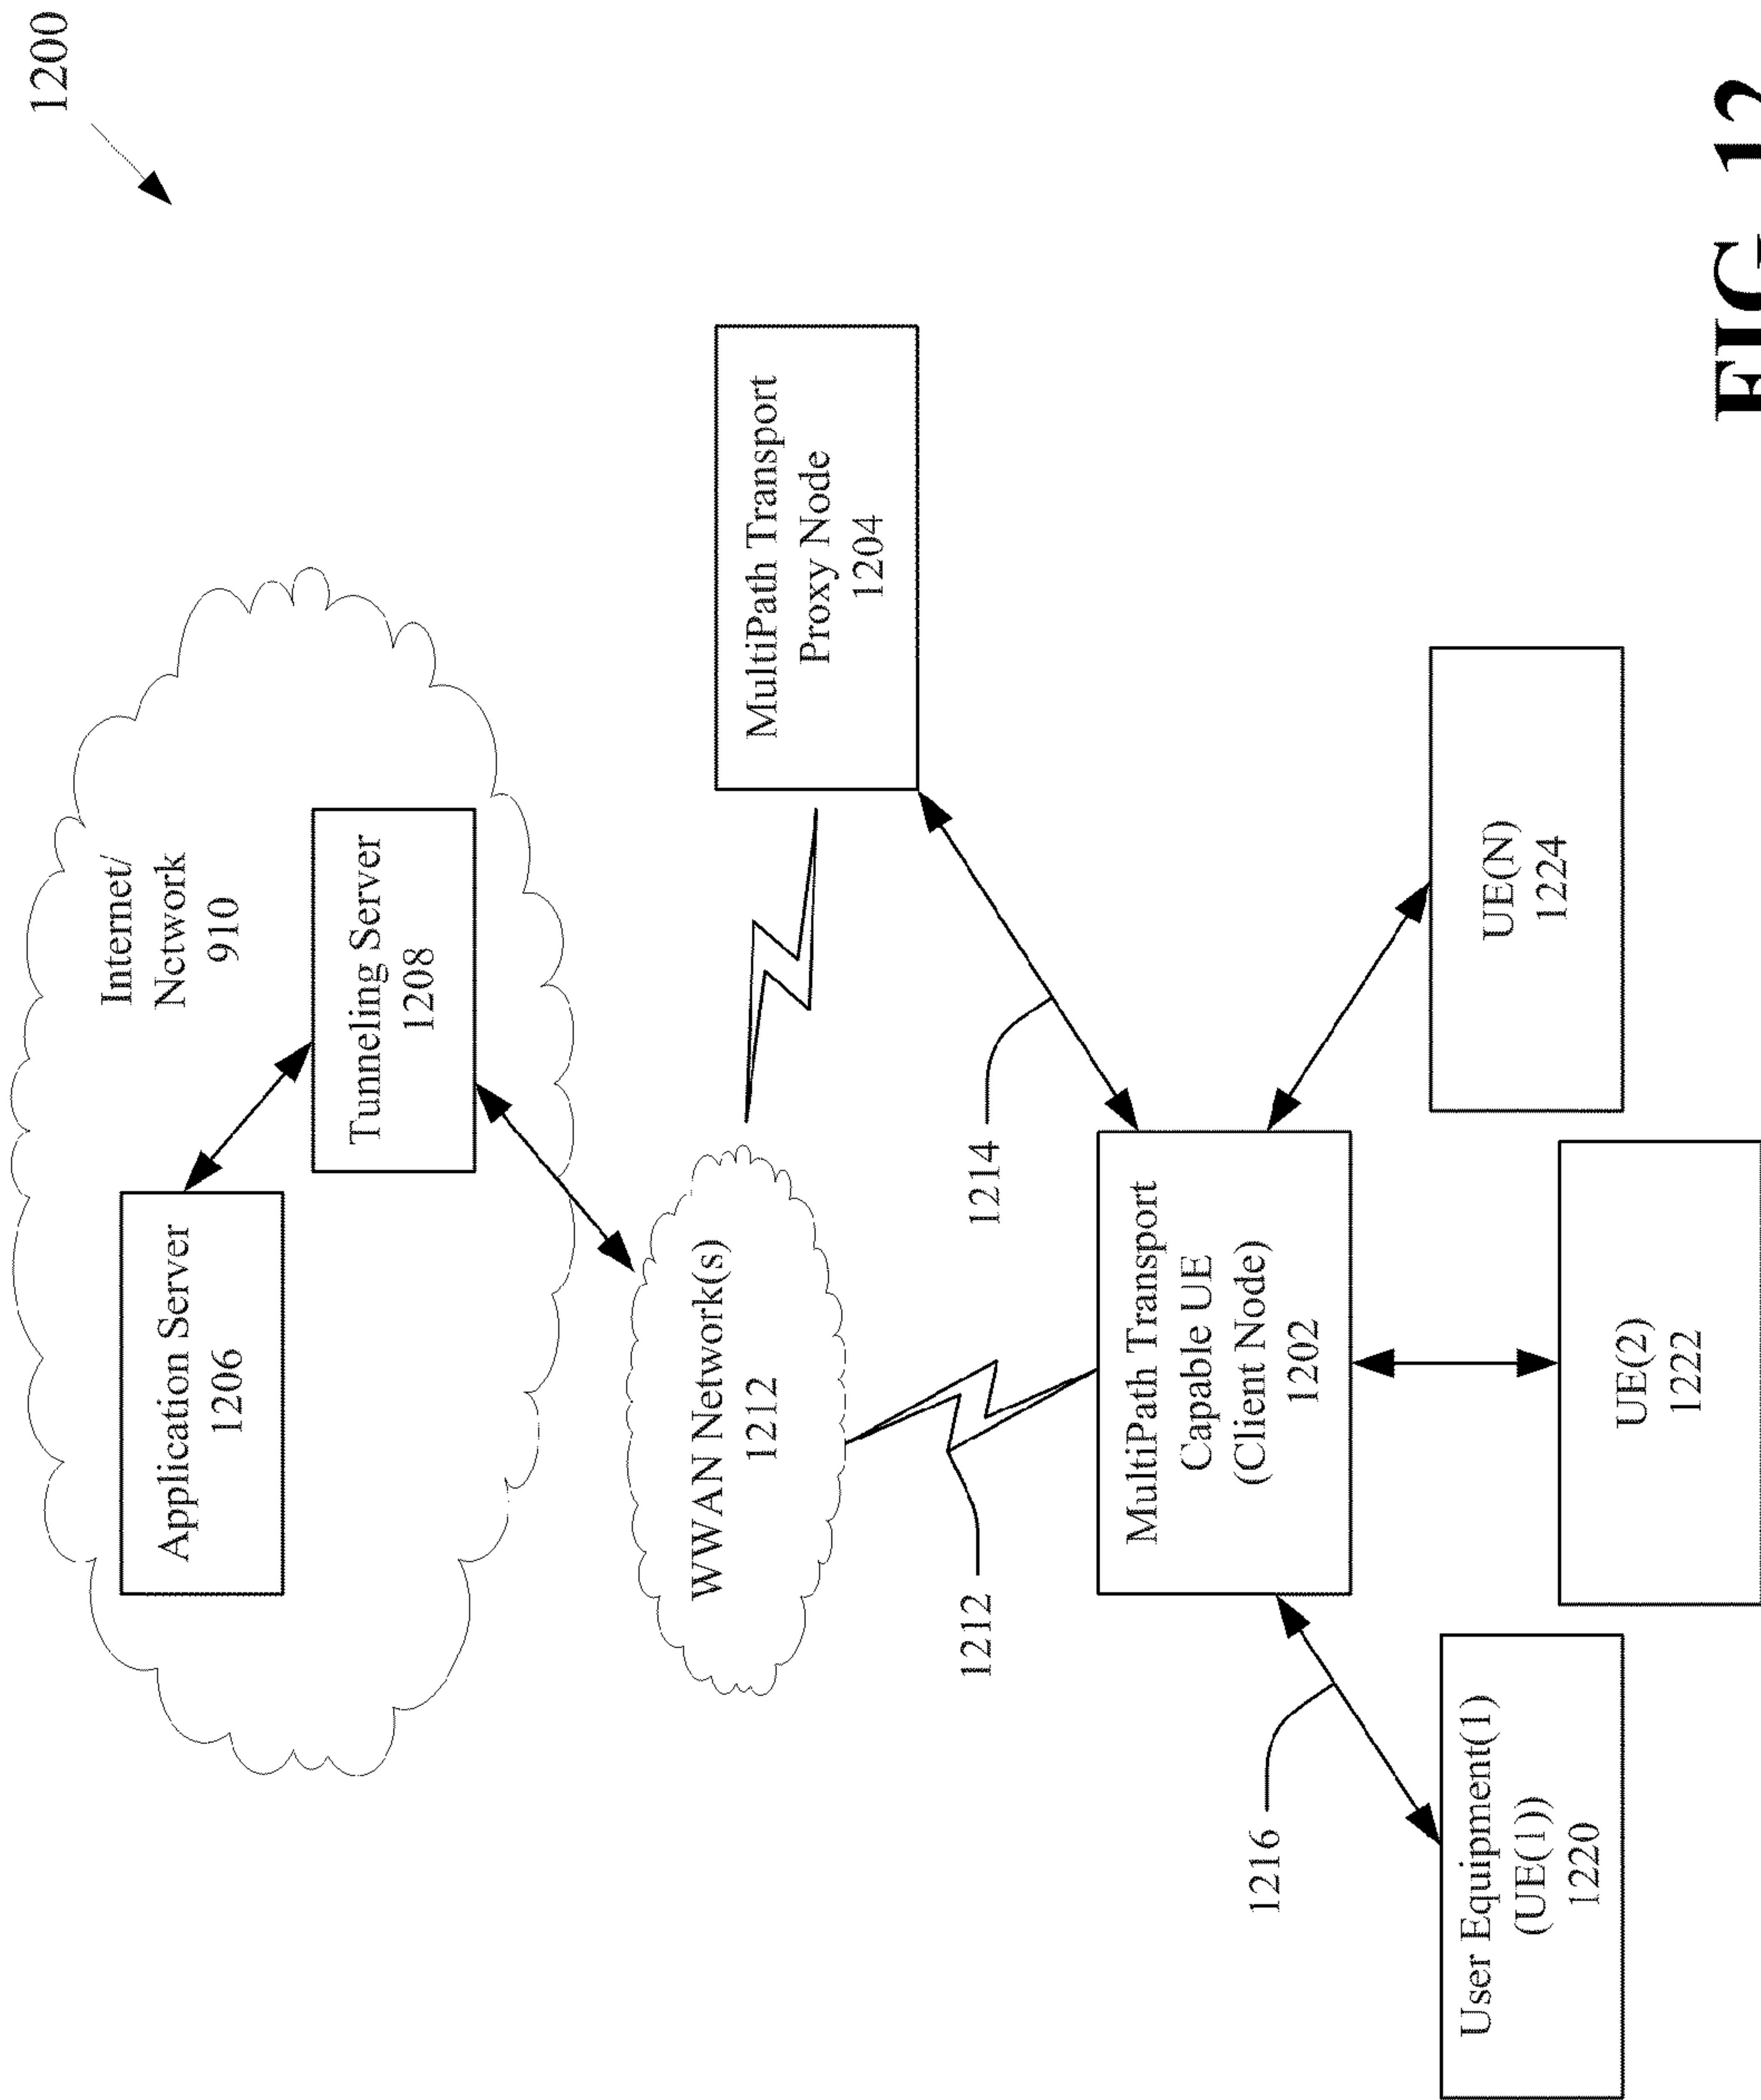 1200
Internet/
Network
910
Application Server
1206
Tunneling Server
1208
WWAN Network(s)
1212
MultiPath Transport
Proxy Node
1204
1212
1214
MultiPath Transport
Capable UE
(Client Node)
1202
1216
User Equipment(1)
(UE(1))
1220
UE(2)
1222
UE(N)
1224
FIG. 12